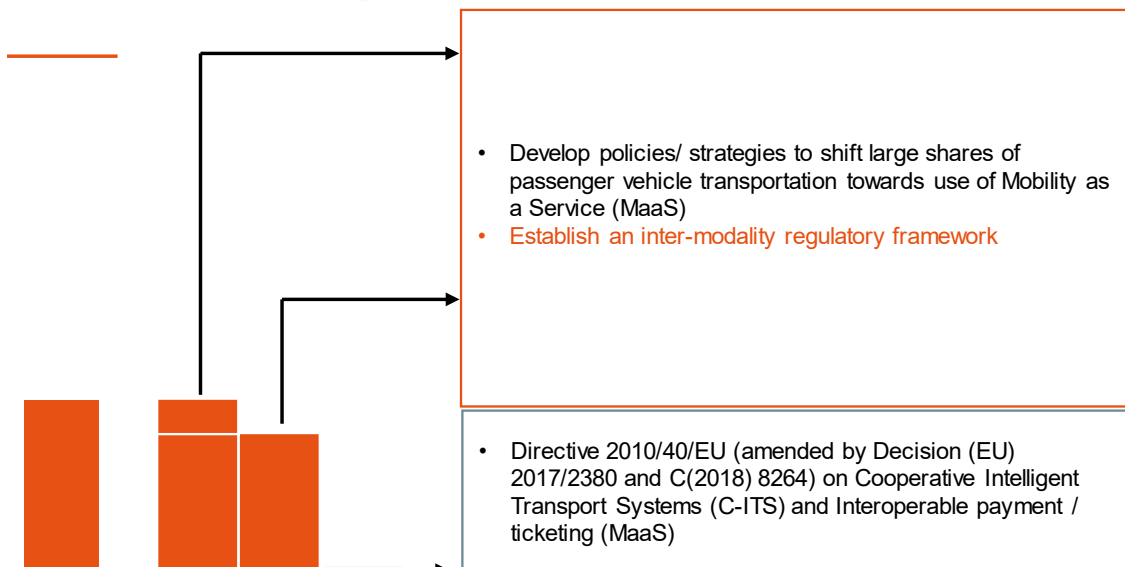 • Develop policies/ strategies to shift large shares of
passenger vehicle transportation towards use of Mobility as
a Service (MaaS)
• Establish an inter-modality regulatory framework
• Directive 2010/40/EU (amended by Decision (EU)
2017/2380 and C(2018) 8264) on Cooperative Intelligent
Transport Systems (C-ITS) and Interoperable payment /
ticketing (MaaS)